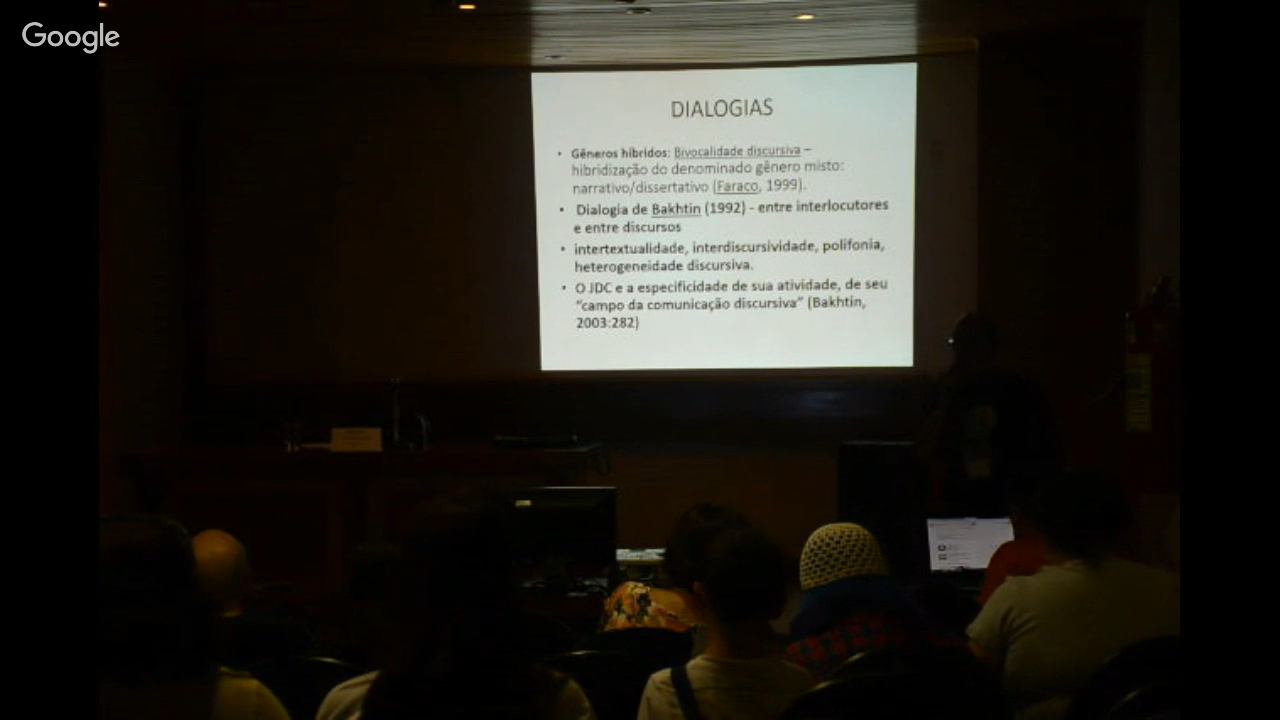 Google
DIALOGIAS
• Gêneros híbridos: Bivocalidade discursiva –
hibridização do denominado gênero misto:
narrativo/dissertativo (Faraco, 1999).
• Dialogia de Bakhtin (1992) - entre interlocutores
e entre discursos
• intertextualidade, interdiscursividade, polifonia,
heterogeneidade discursiva.
• O JDC e a especificidade de sua atividade, de seu
“campo da comunicação discursiva” (Bakhtin,
2003:282)